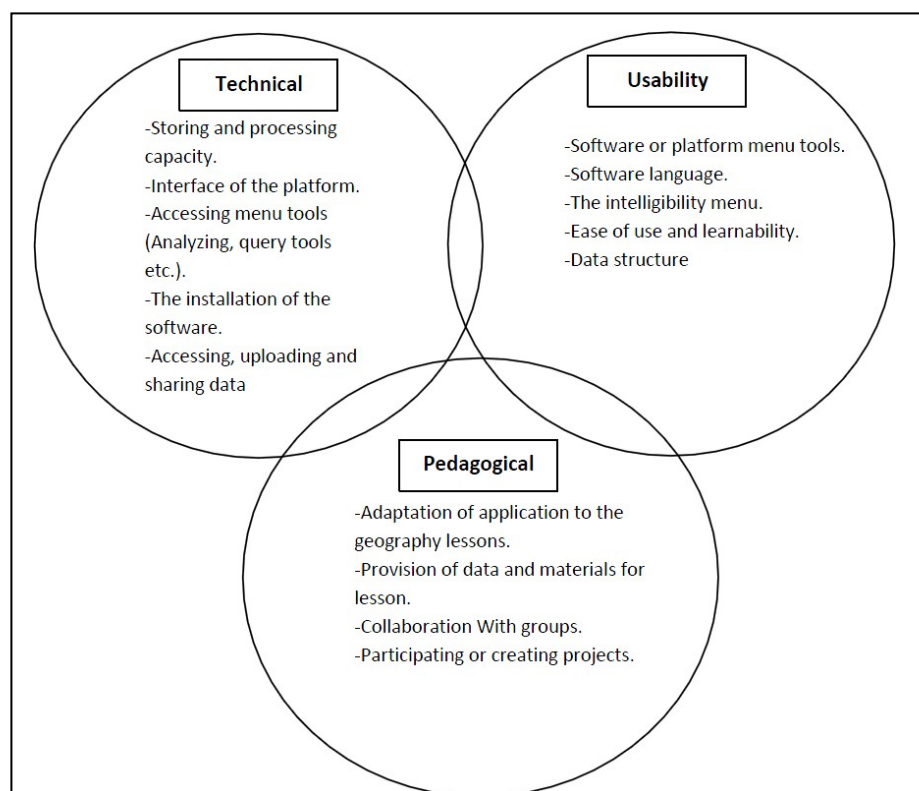 Technical
-Storing and processing
capacity.
-Interface of the platform.
-Accessing menu tools
(Analyzing, query tools
etc.).
-The installation of the
software.
-Accessing, uploading and
sharing data
Usability
-Software or platform menu tools.
-Software language.
-The intelligibility menu.
-Ease of use and learnability.
-Data structure
Pedagogical
-Adaptation of application to the
geography lessons.
-Provision of data and materials for
lesson.
-Collaboration With groups.
-Participating or creating projects.